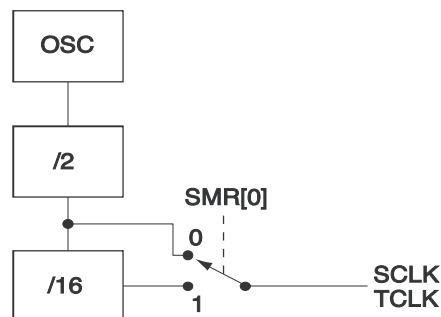 OSC
/2
SMR[0]
0
/16
1
SCLK
TCLK